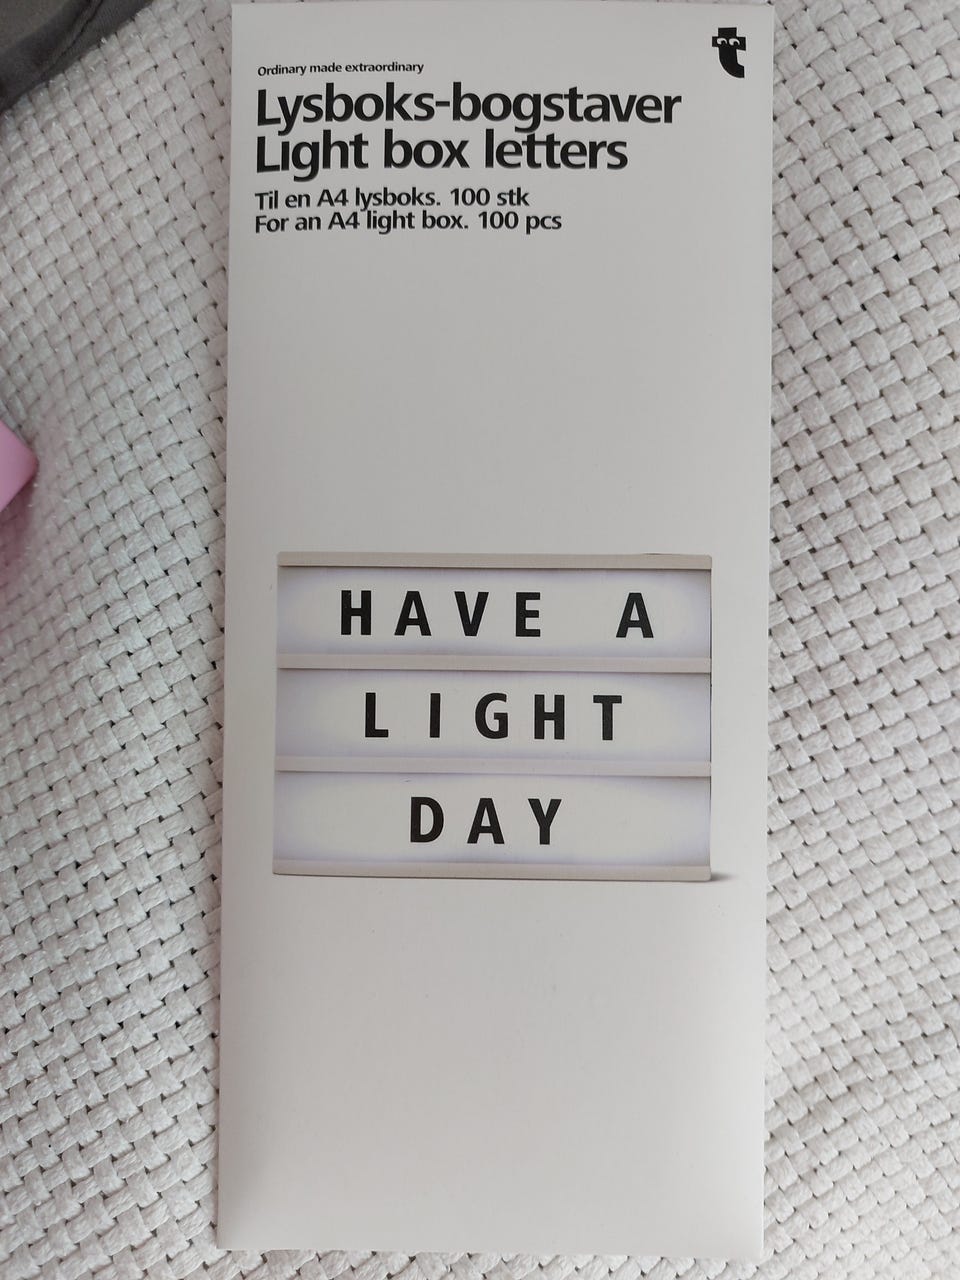 Ordinary made extraordinary
Lysboks-bogstaver
Light box letters
Til en A4 lysboks. 100 stk
For an A4 light box. 100 pcs
HAVE A
LIGHT
DAY